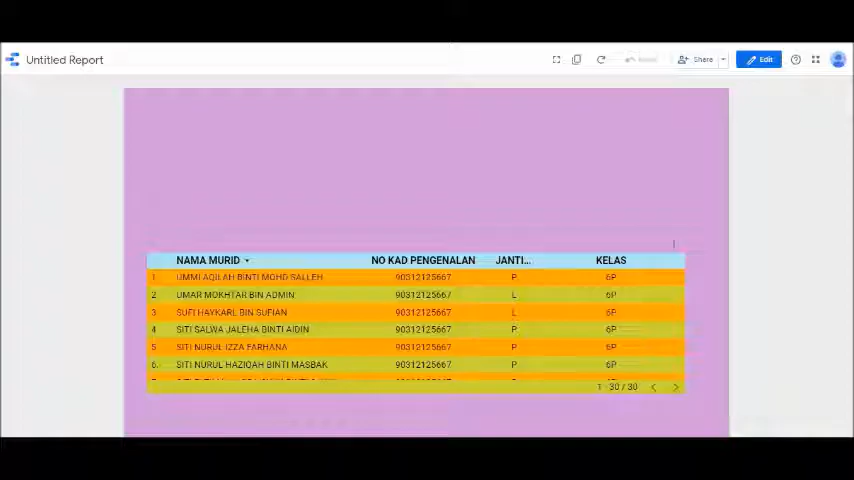 Untitled Report
Share
Edit
NAMA MURID NO KAD PENGENALAN JANTI... KELAS
1. UMMI AQILAH BINTI MOHD SALLEH 90312125667 P 6P
2. UMAR MOKHTAR BIN ADMIN 90312125667 L 6P
3. SUFI HAYKARL BIN SUFIAN 90312125667 L 6P
4. SITI SALWA JALEHA BINTI AIDIN 90312125667 P 6P
5. SITI NURUL IZZA FARHANA 90312125667 P 6P
6. SITI NURUL HAZIQAH BINTI MASBAK 90312125667 P 6P
1 - 30 / 30